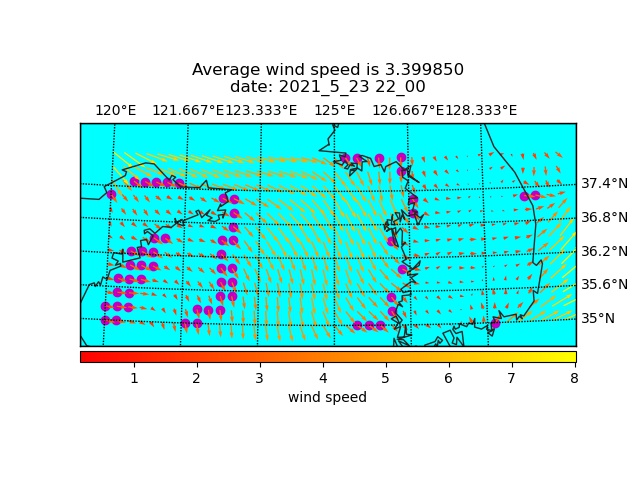 Average wind speed is 3.399850
date: 2021_5_23 22_00
120°E 121.667°E 123.333°E 125°E 126.667°E 128.333°E
37.4°N
36.8°N
36.2°N
35.6°N
35°N
1 2 3 4 5 6 7 8
wind speed